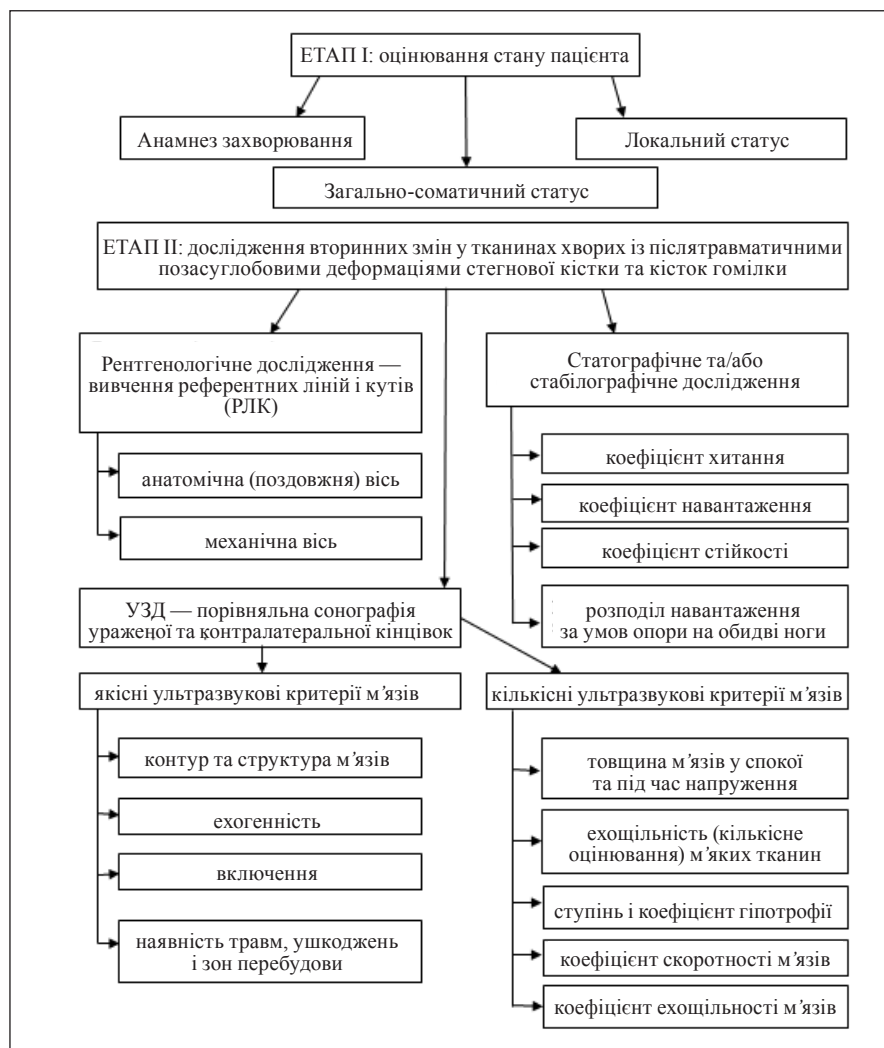 ЕТАП І: оцінювання стану пацієнта
Анамнез захворювання
Локальний статус
Загально-соматичний статус
ЕТАП ІІ: дослідження вторинних змін у тканинах хворих із післятравматичними
позасуглобовими деформаціями стегнової кістки та кісток гомілки
Рентгенологічне дослідження —
вивчення референтних ліній і кутів
(РЛК)
анатомічна (поздовжня) вісь
механічна вісь
Статографічне та/або
стабілографічне дослідження
коефіцієнт хитання
коефіцієнт навантаження
коефіцієнт стійкості
розподіл навантаження
за умов опори на обидві ноги
УЗД — порівняльна сонографія
ураженої та контралатеральної кінцівок
якісні ультразвукові критерії м’язів
контур та структура м’язів
ехогенність
включення
наявність травм, ушкоджень
і зон перебудови
кількісні ультразвукові критерії м’язів
товщина м’язів у спокої
та під час напруження
ехощільність (кількісне
оцінювання) м’яких тканин
ступінь і коефіцієнт гіпотрофії
коефіцієнт скоротності м’язів
коефіцієнт ехощільності м’язів